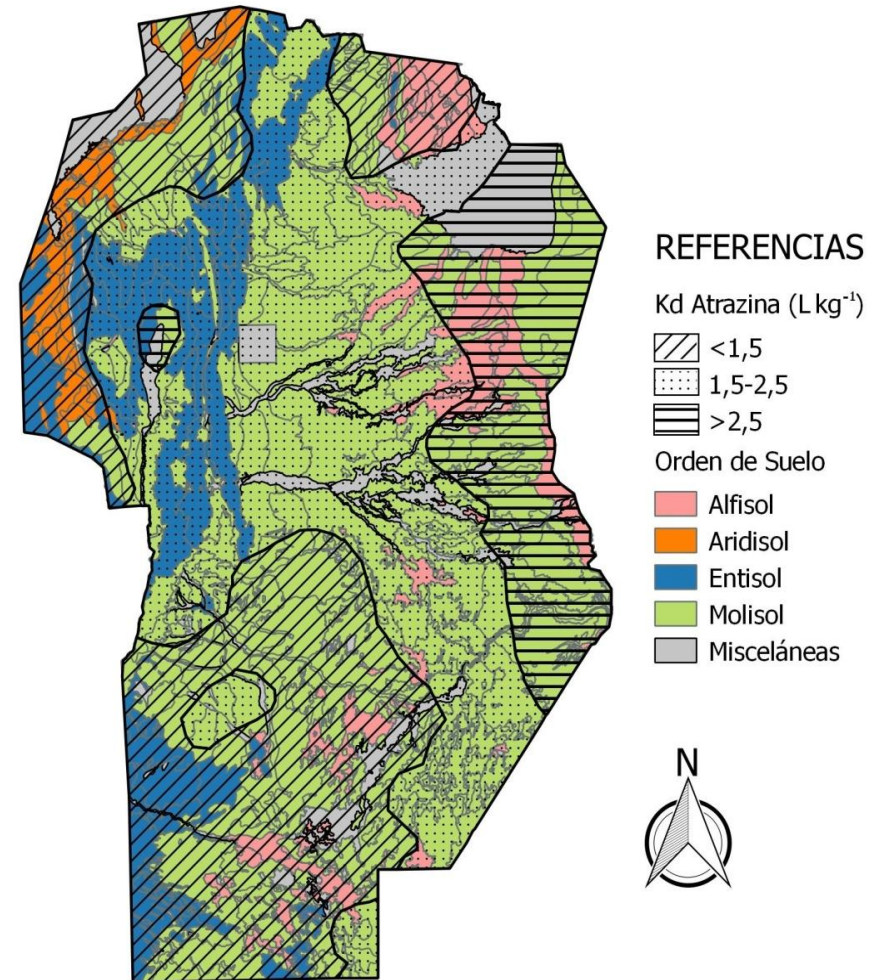 REFERENCIAS
Kd Atrazina (L kg⁻¹)
<1,5
1,5-2,5
>2,5
Orden de Suelo
Alfisol
Aridisol
Entisol
Molisol
Misceláneas
N